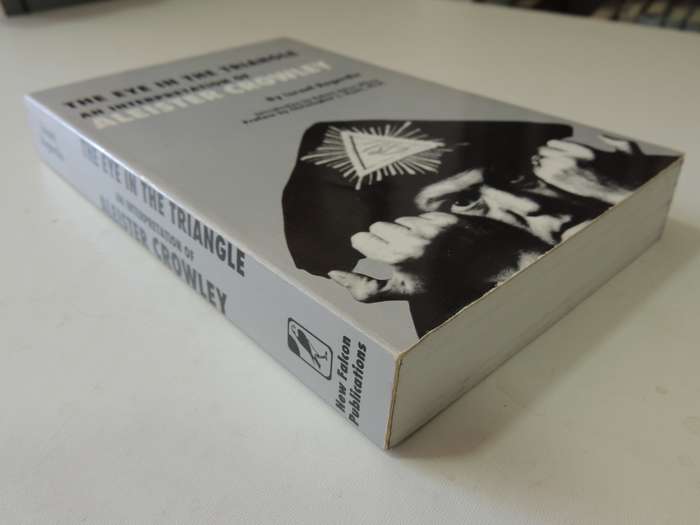 THE EYE IN THE TRIANGLE
AN INTERPRETATION OF
ALEISTER CROWLEY
By Israel Regardie
THE EYE IN THE TRIANGLE
AN INTERPRETATION OF
ALEISTER CROWLEY
New Falcon
Publications